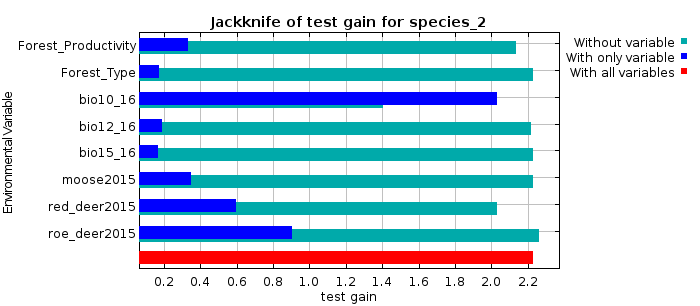 Jackknife of test gain for species_2
Without variable
With only variable
With all variables
Environmental Variable
Forest_Productivity
Forest_Type
bio10_16
bio12_16
bio15_16
moose2015
red_deer2015
roe_deer2015
0.2 0.4 0.6 0.8 1.0 1.2 1.4 1.6 1.8 2.0 2.2
test gain